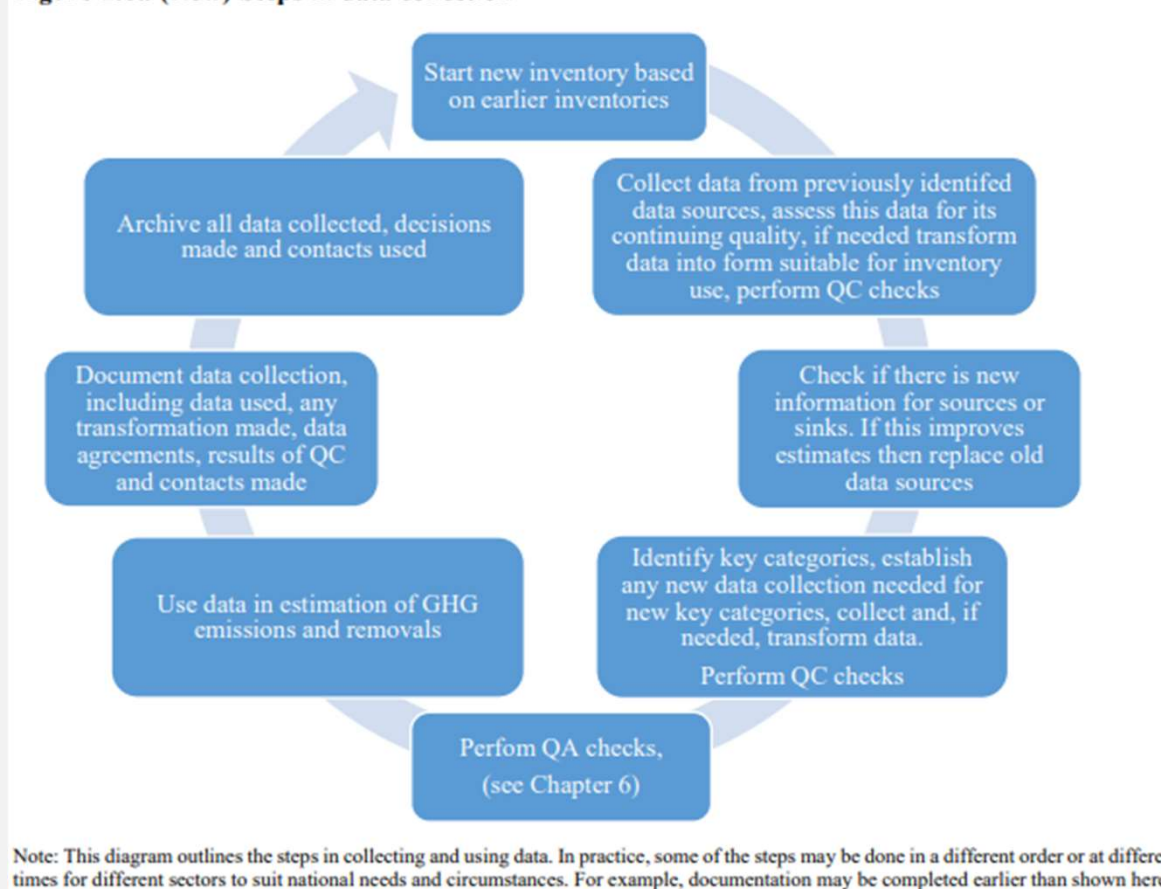 Start new inventory based
on earlier inventories
Collect data from previously identifed
data sources, assess this data for its
continuing quality, if needed transform
data into form suitable for inventory
use, perform QC checks
Check if there is new
information for sources or
sinks. If this improves
estimates then replace old
data sources
Identify key categories, establish
any new data collection needed for
new key categories, collect and, if
needed, transform data.
Perform QC checks
Perfom QA checks,
(see Chapter 6)
Use data in estimation of GHG
emissions and removals
Document data collection,
including data used, any
transformation made, data
agreements, results of QC
and contacts made
Archive all data collected, decisions
made and contacts used
Note: This diagram outlines the steps in collecting and using data. In practice, some of the steps may be done in a different order or at differe
times for different sectors to suit national needs and circumstances. For example, documentation may be completed earlier than shown here